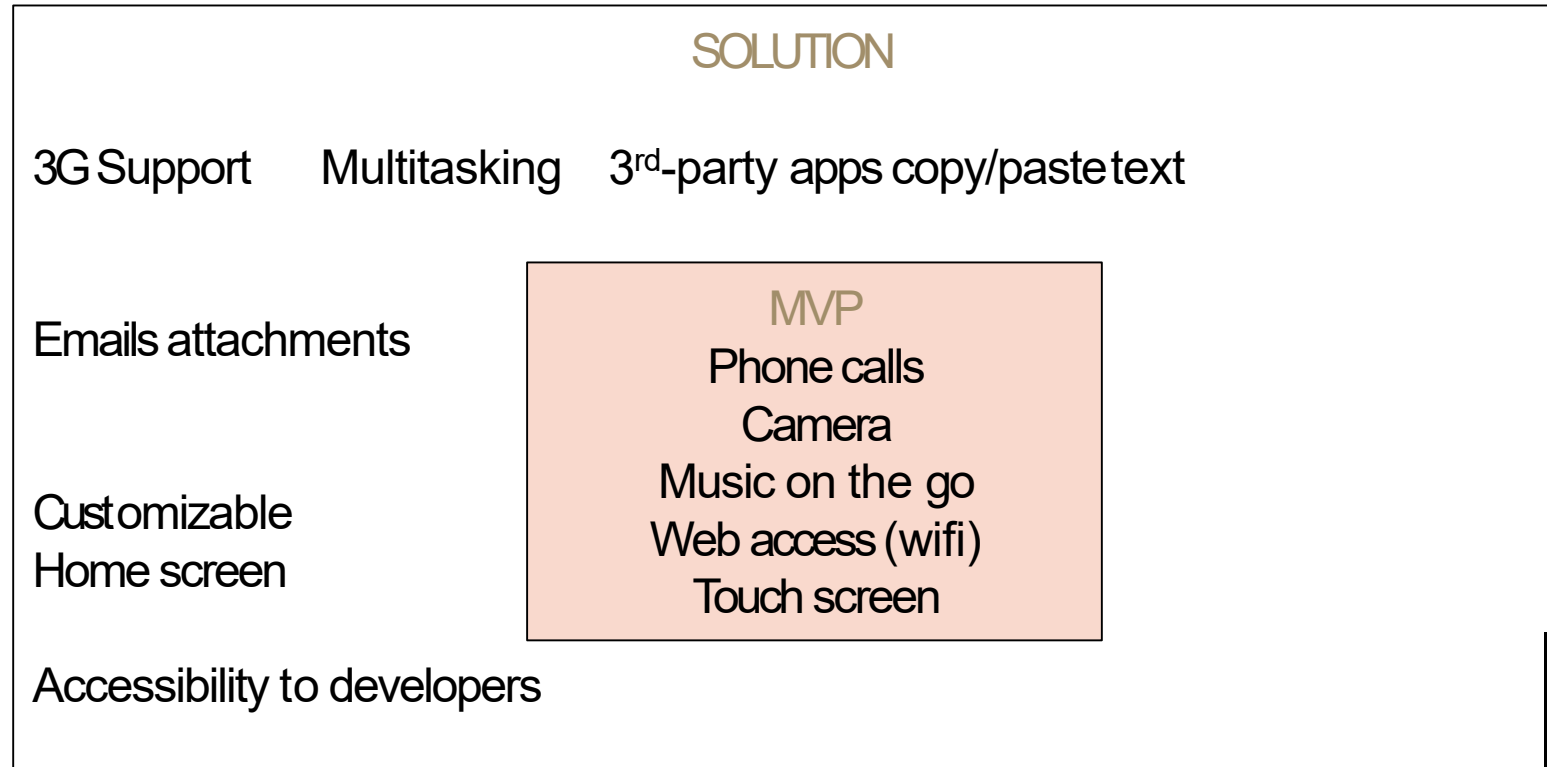 SOLUTION
3G Support Multitasking 3rd-party apps copy/paste text
Emails attachments
Customizable
Home screen
Accessibility to developers
MVP
Phone calls
Camera
Music on the go
Web access (wifi)
Touch screen